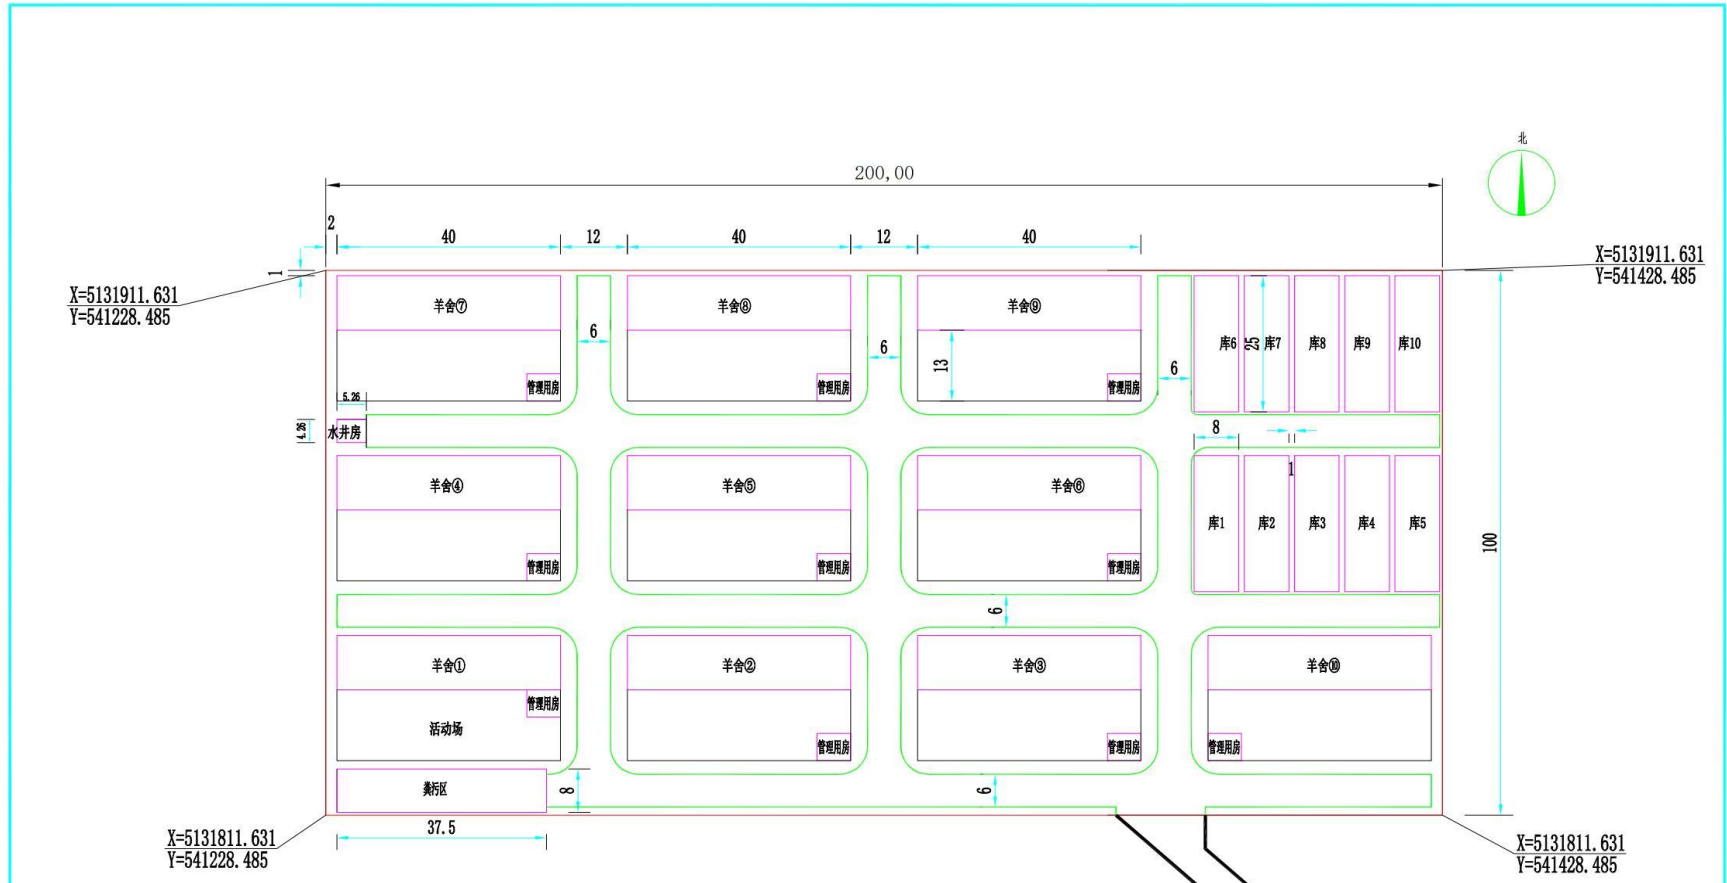 北
200,00
2
40
12
40
12
40
1
X=5131911.631
Y=541228.485
X=5131911.631
Y=541428.485
羊舍⑦
羊舍⑧
羊舍⑨
6
6
6
13
25
库6
库7
库8
库9
库10
管理用房
管理用房
管理用房
5.26
4.26
水井房
8
1
羊舍④
羊舍⑤
羊舍⑥
库1
库2
库3
库4
库5
100
管理用房
管理用房
管理用房
6
羊舍①
羊舍②
羊舍③
羊舍⑩
管理用房
活动场
管理用房
管理用房
管理用房
粪污区
8
6
37.5
X=5131811.631
Y=541228.485
X=5131811.631
Y=541428.485